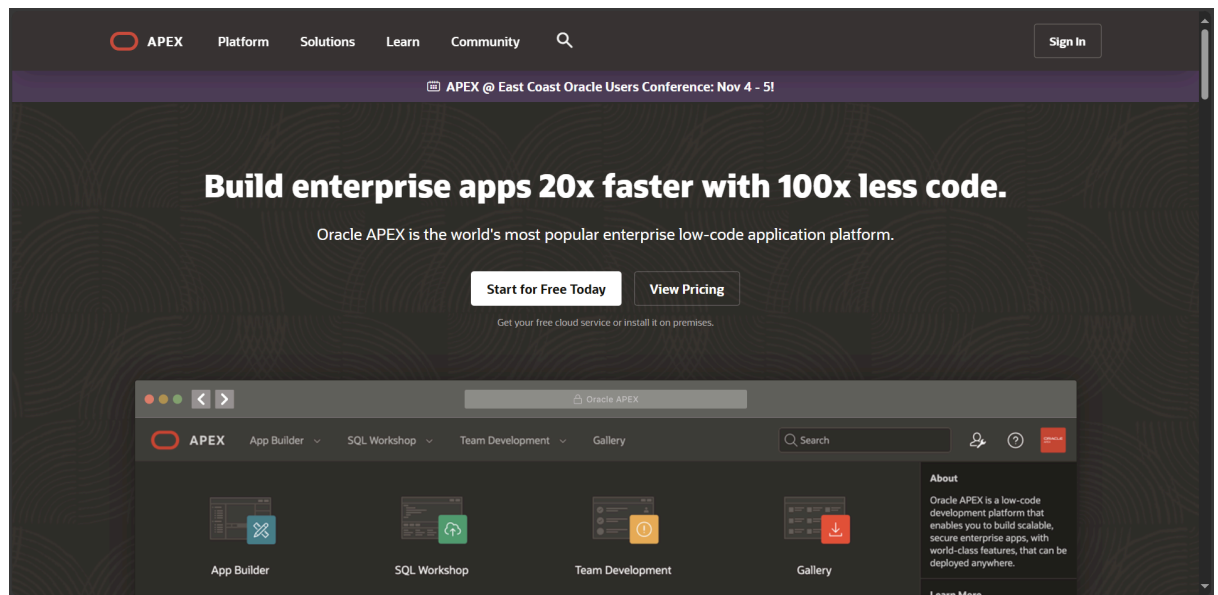 APEX Platform Solutions Learn Community Sign In
APEX @ East Coast Oracle Users Conference: Nov 4 - 5!
Build enterprise apps 20x faster with 100x less code.
Oracle APEX is the world's most popular enterprise low-code application platform.
Start for Free Today View Pricing
Get your free cloud service or install it on premises.
Oracle APEX
APEX App Builder SQL Workshop Team Development Gallery Search
App Builder SQL Workshop Team Development Gallery
About
Oracle APEX is a low-code
development platform that
enables you to build scalable,
secure enterprise apps, with
world-class features, that can be
deployed anywhere.
Learn More